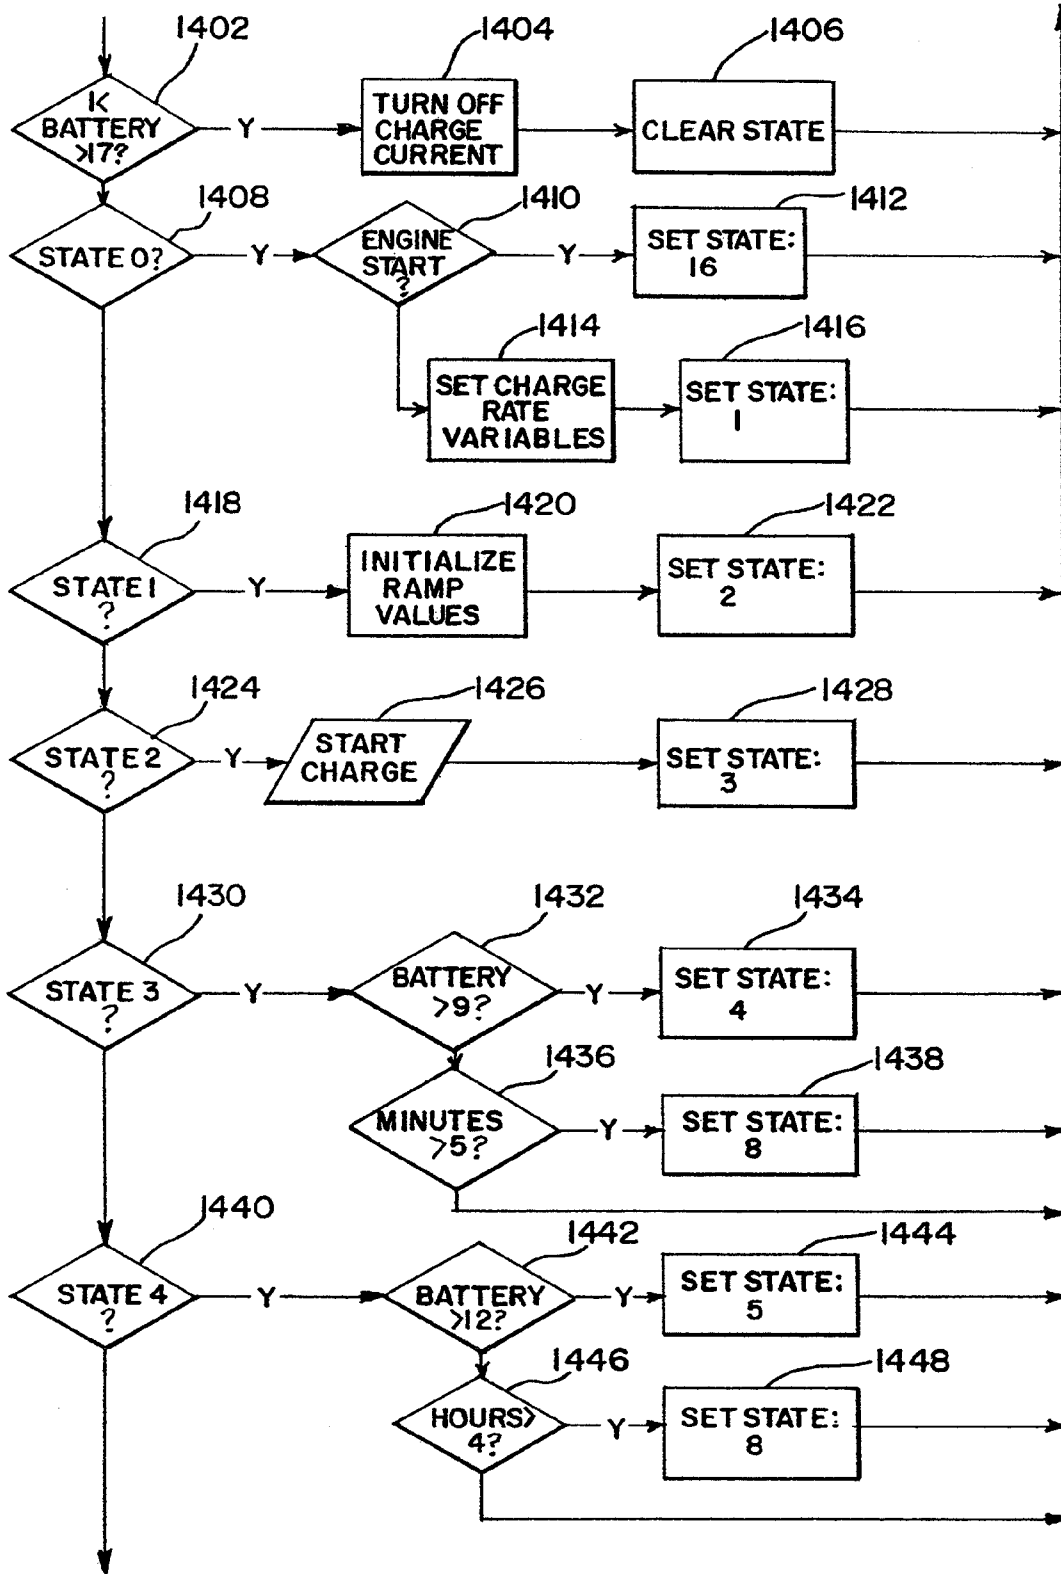 1402
1404
1406
1<
BATTERY
>17?
Y
TURN OFF
CHARGE
CURRENT
CLEAR STATE
1408
1410
1412
STATE 0?
Y
ENGINE
START
?
Y
SET STATE:
16
1414
1416
SET CHARGE
RATE
VARIABLES
SET STATE:
1
1418
1420
1422
STATE 1
?
Y
INITIALIZE
RAMP
VALUES
SET STATE:
2
1424
1426
1428
STATE 2
?
Y
START
CHARGE
SET STATE:
3
1430
1432
1434
STATE 3
?
Y
BATTERY
>9?
Y
SET STATE:
4
1436
1438
MINUTES
>5?
Y
SET STATE:
8
1440
1442
1444
STATE 4
?
Y
BATTERY
>12?
Y
SET STATE:
5
1446
1448
HOURS>
4?
Y
SET STATE:
8